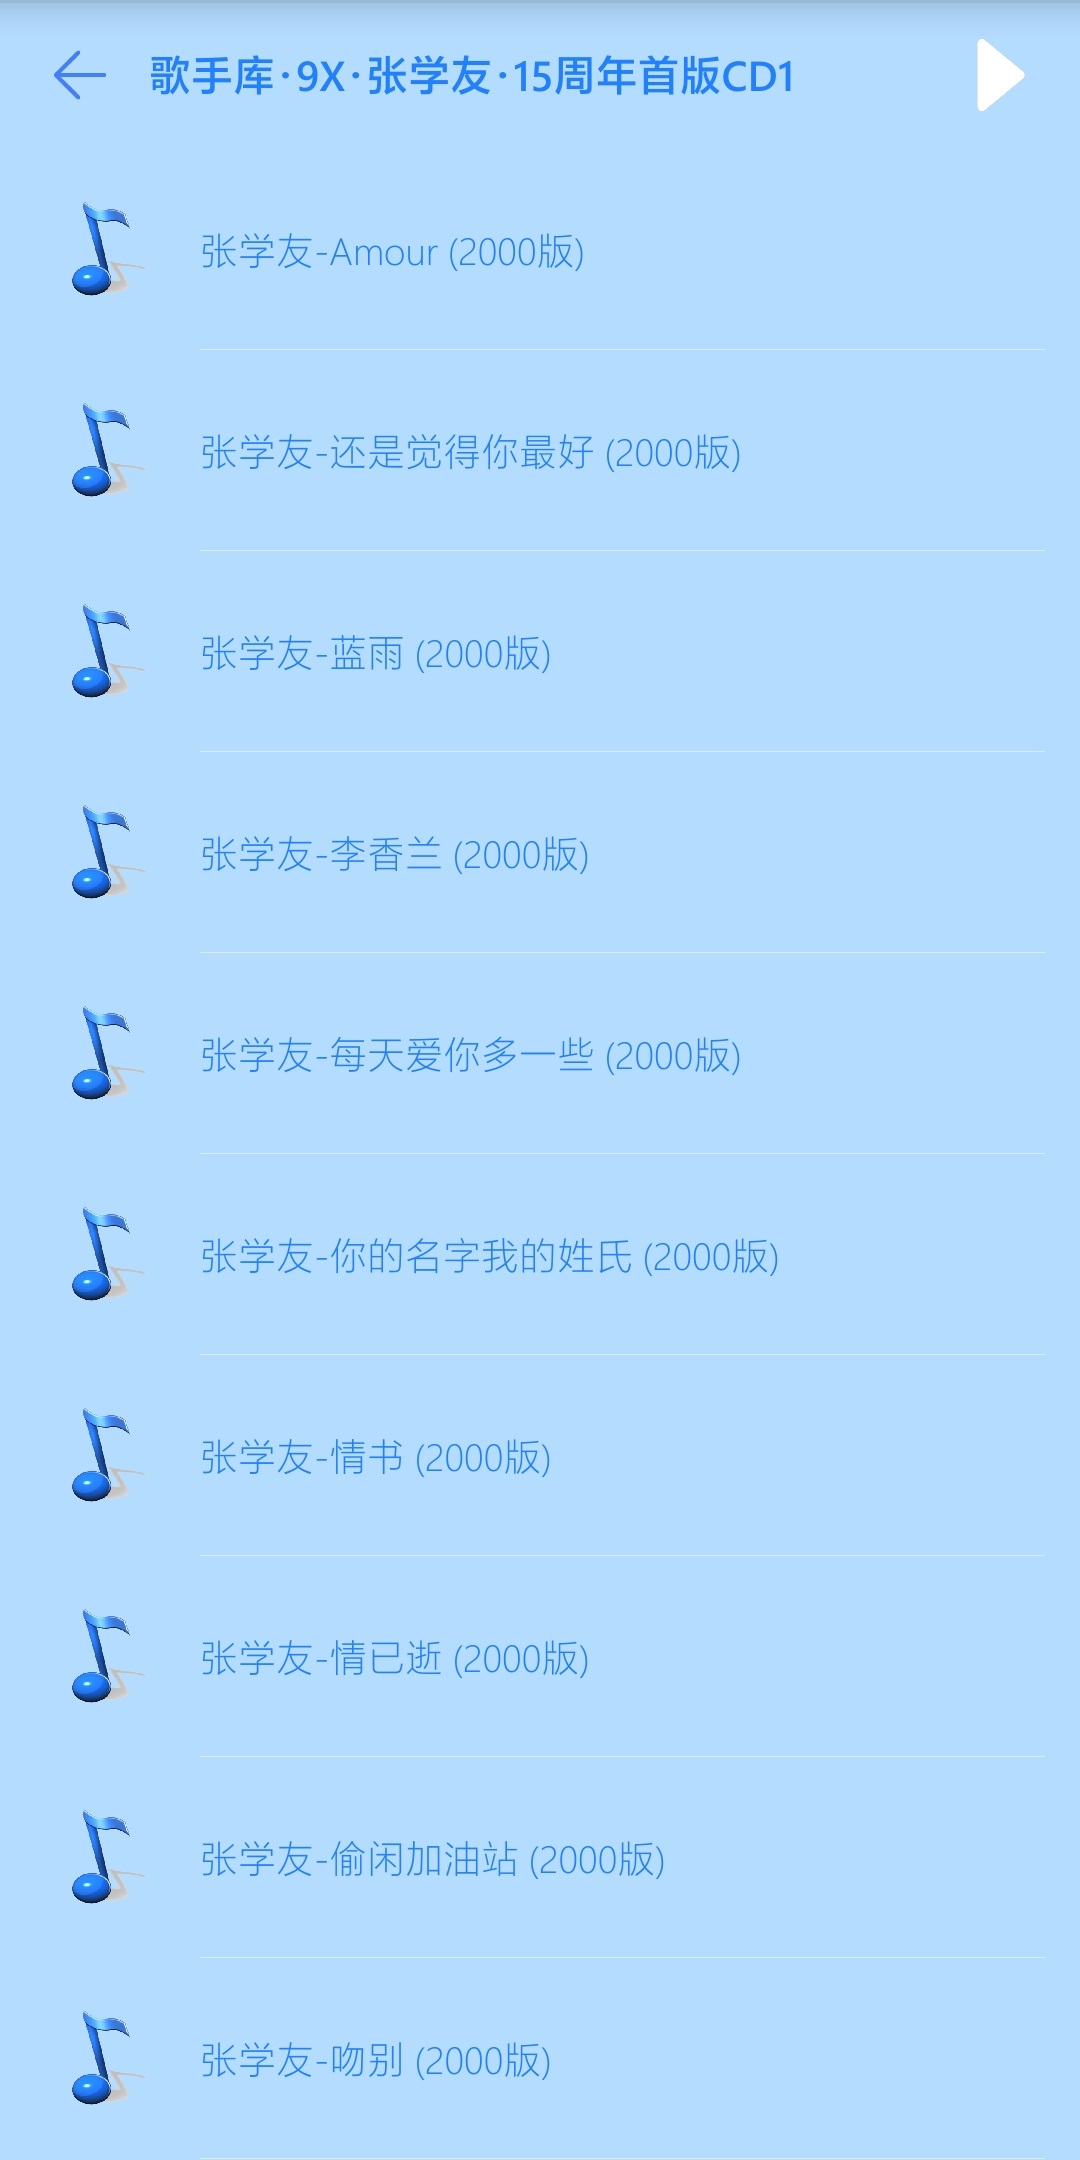 歌手库·9X·张学友·15周年首版CD1
张学友-Amour (2000版)
张学友-还是觉得你最好 (2000版)
张学友-蓝雨 (2000版)
张学友-李香兰 (2000版)
张学友-每天爱你多一些 (2000版)
张学友-你的名字我的姓氏 (2000版)
张学友-情书 (2000版)
张学友-情已逝 (2000版)
张学友-偷闲加油站 (2000版)
张学友-吻别 (2000版)